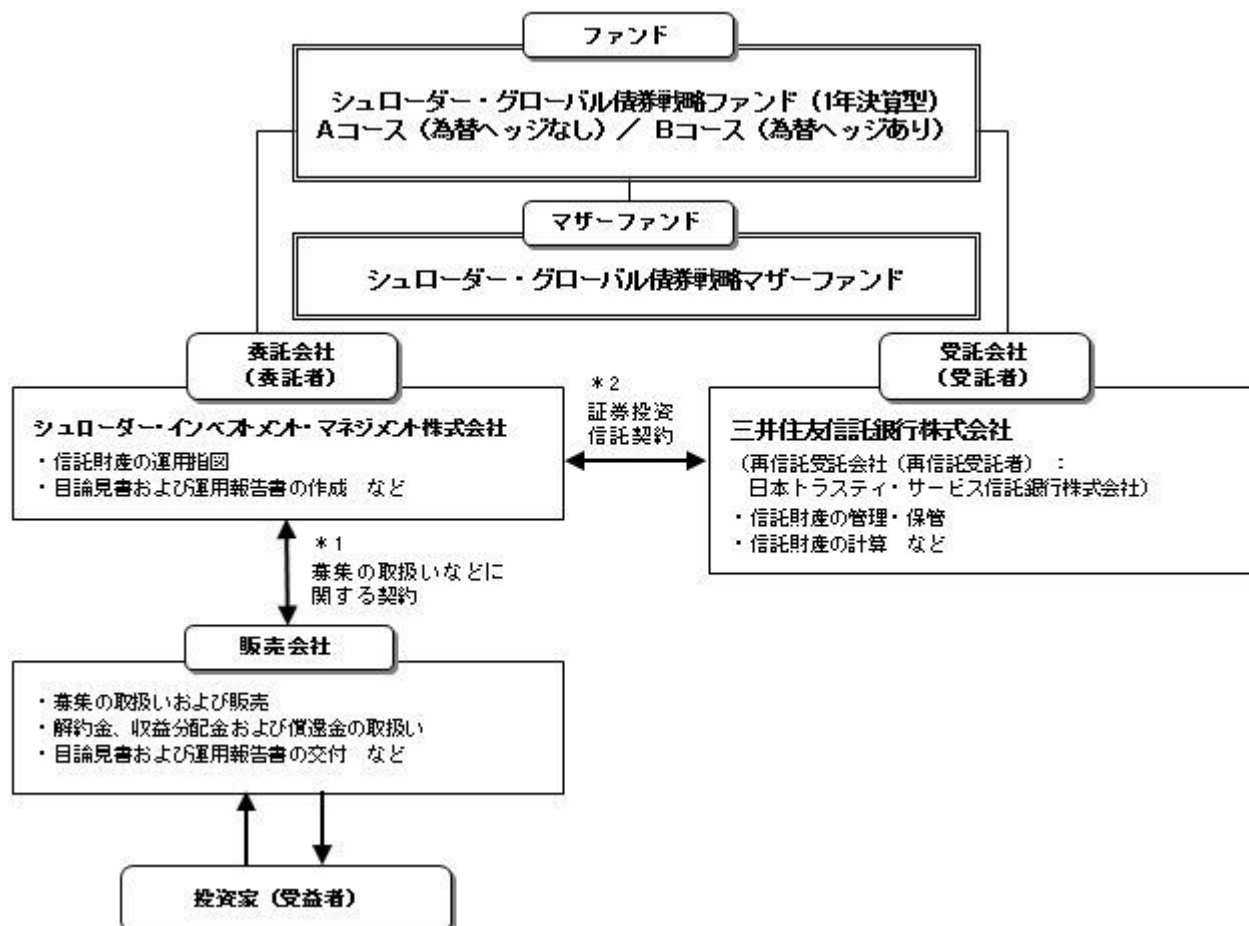 ファンド
シュローダー・グローバル債券戦略ファンド（1年決算型）
Aコース（為替ヘッジなし）／ Bコース（為替ヘッジあり）
マザーファンド
シュローダー・グローバル債券戦略マザーファンド
委託会社
（委託者）
シュローダー・インベストメント・マネジメント株式会社
・信託財産の運用指図
・目論見書および運用報告書の作成　など
＊2
証券投資
信託契約
受託会社
（受託者）
三井住友信託銀行株式会社
（再信託受託会社（再信託受託者）：
日本トラスティ・サービス信託銀行株式会社）
・信託財産の管理・保管
・信託財産の計算　など
＊1
募集の取扱いなどに
関する契約
販売会社
・募集の取扱いおよび販売
・解約金、収益分配金および償還金の取扱い
・目論見書および運用報告書の交付　など
投資家（受益者）